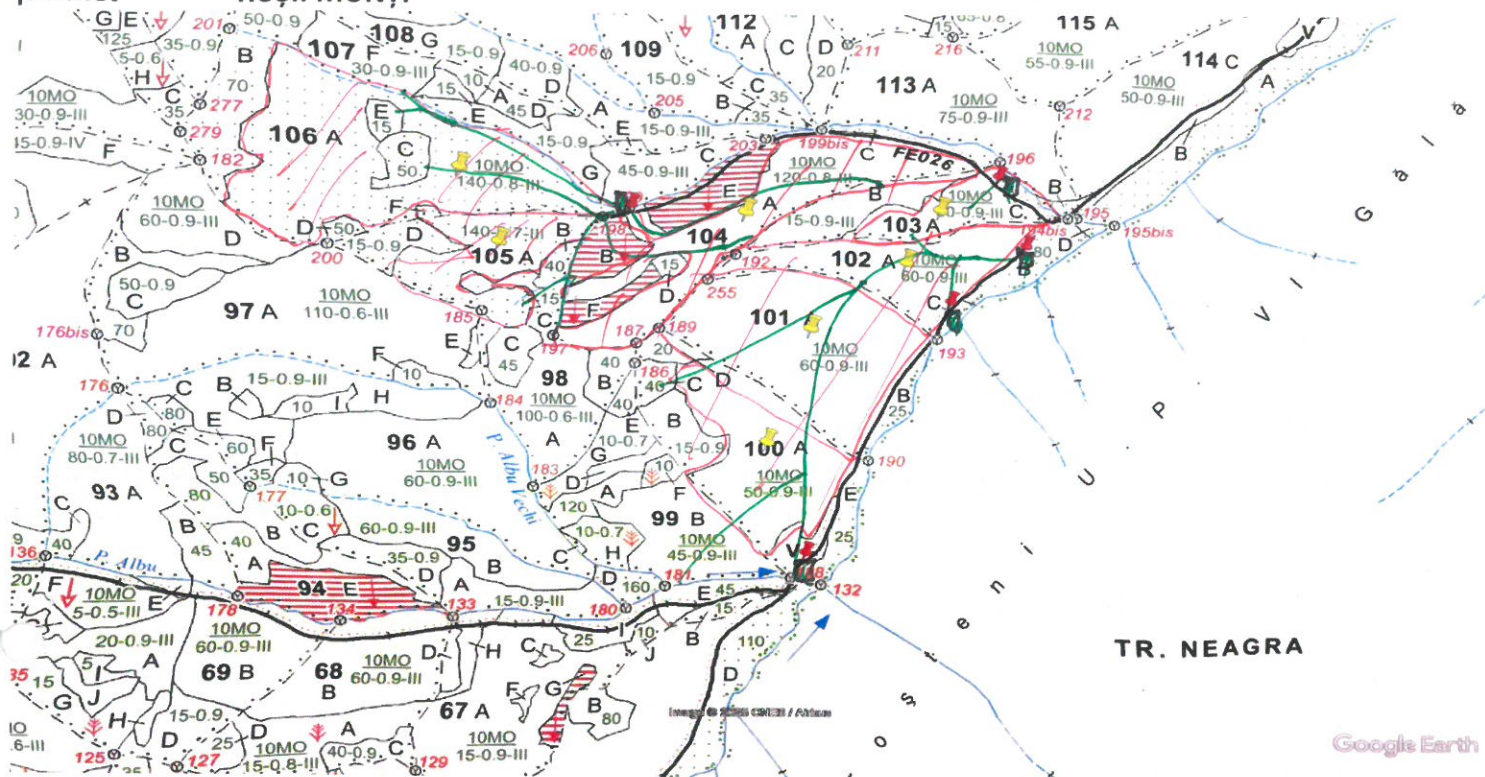 G E 201 50-0.9 108 112 115 A
125 35-0.9 107 F G 15-0.9 206 109 A C D 211 216 10MO 114 C V
5-0.6 B 30-0.9-III 40-0.9 15-0.9 20 113 A 55-0.9-III A
H 70 15 10 A D C 10MO
10MO C 277 E 45 D A 205 B 35 10MO 212 50-0.9-III
30-0.9-III 35 15 D 75-0.9-III
279 106 A 15-0.9 E 15-0.9-III 199bis B
45-0.9-IV F 182 C 10MO G 45-0.9-III C 203 10MO C FE026 196
50 140-0.8-III E 120-0.8-III B
10MO A B C 195
60-0.9-III D F 198 104 15-0.9-III 103 A 194bis D 195bis
B D 50 15-0.9 D 105 A B B 192 102 A 10MO 80
200 40 15 60-0.9-III B
50-0.9 10MO 15 F D 255 C
C 97 A 110-0.6-III 185 101
176bis 70 E C C 197 187 189 10MO 193
02 A F 45 98 20 60-0.9-III
176 C B 15-0.9-III 10 40 186 D B
D 80 E 10 I H 184 10MO B 40 C 25
10MO 80 96 A 100-0.6-III I B
80-0.7-III C 60 F 10MO P. Albu Vechi A 10-0.7 15-0.9 100 A 190
93 A 50 35 10 G 60-0.9-III 183 G 10 10MO
C 80 177 D A F 50-0.9-III E
B B 10-0.6 120 99 B
136 40 45 40 C 60-0.9-III 10-0.7 10MO V 25
P. Albu A 35-0.9 95 C H 45-0.9-III
20 F 10MO 94 E D A B D 181 132
5-0.5-III E 178 134 133 15-0.9-III 160 E 45
20-0.9-III 10MO 180 15
A 60-0.9-III 10MO D H 25 I 10 B 110
5 I 69 B 68 60-0.9-III C J TR. NEAGRA
15 J B F G D
G H 15-0.9 67 A B 80
D 25 D 10MO A 10MO
125 127 15-0.8-III 40-0.9 C 129 15-0.9-III
O s t e n i U . P . V I G a l a
Google Earth